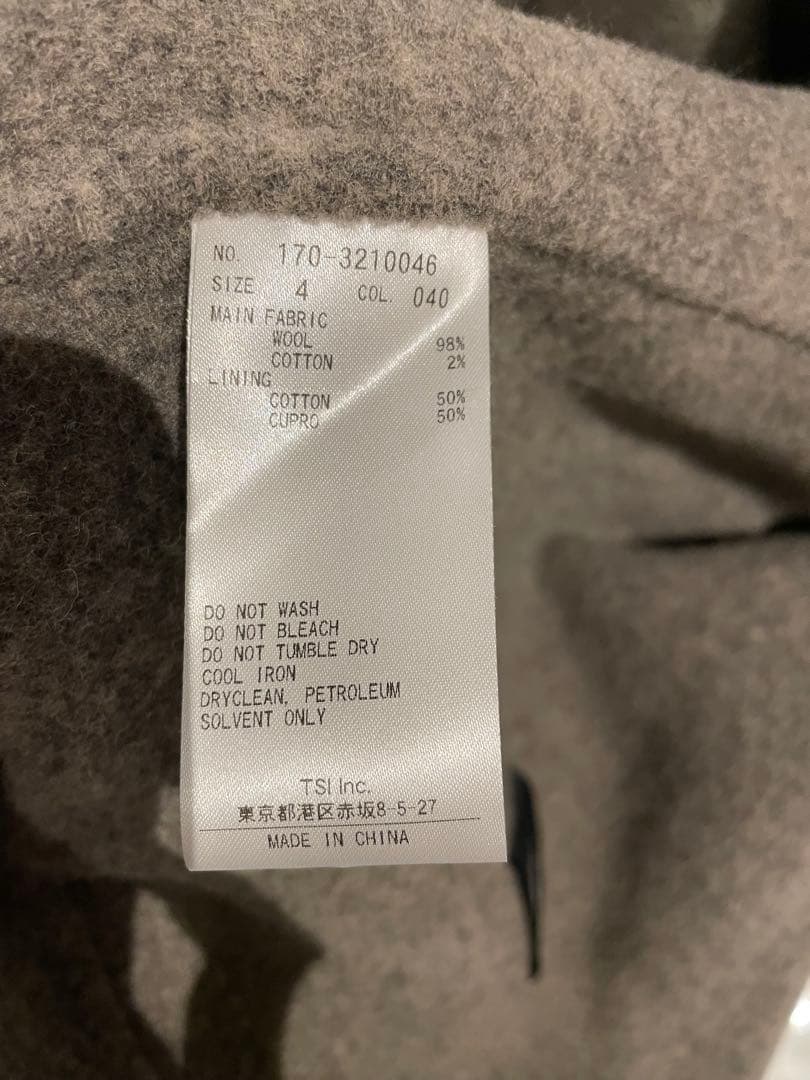 NO. 170-3210046
SIZE 4 COL. 040
MAIN FABRIC
WOOL 98%
COTTON 2%
LINING
COTTON 50%
CUPRO 50%
DO NOT WASH
DO NOT BLEACH
DO NOT TUMBLE DRY
COOL IRON
DRYCLEAN, PETROLEUM
SOLVENT ONLY
TSI Inc.
東京都港区赤坂8-5-27
MADE IN CHINA